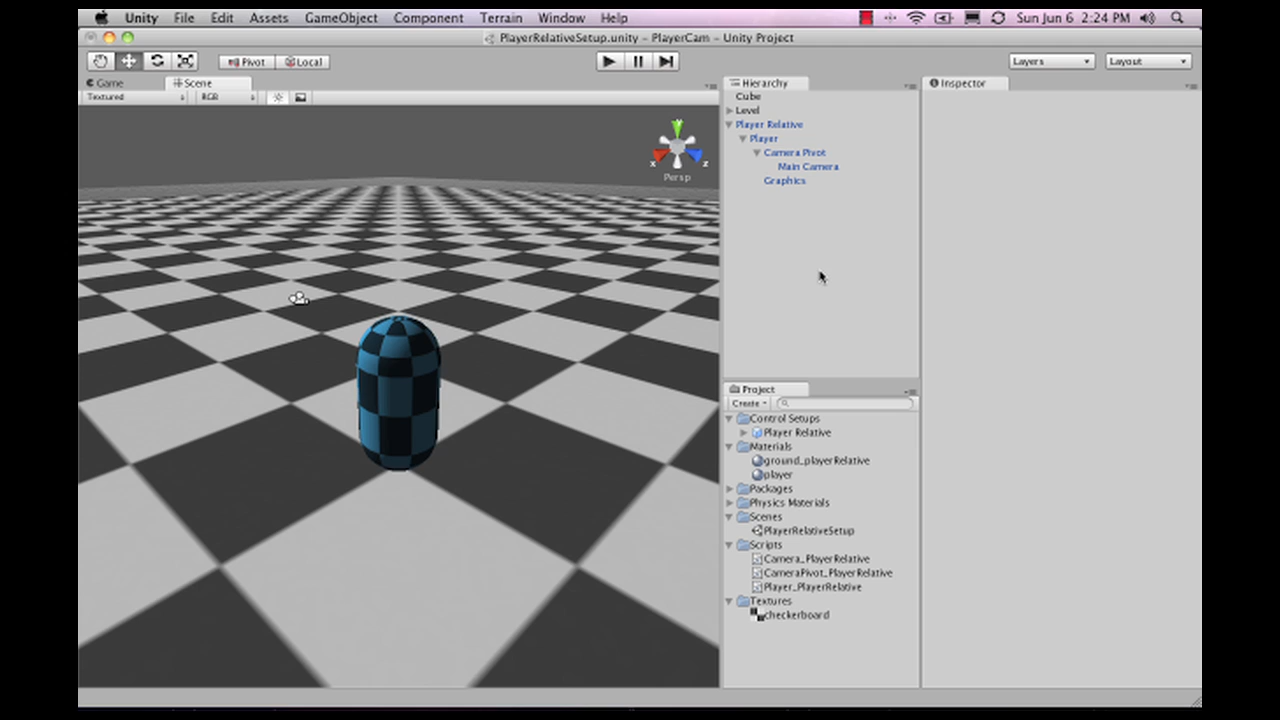 Unity File Edit Assets GameObject Component Terrain Window Help Sun Jun 6 2:24 PM
PlayerRelativeSetup.unity - PlayerCam - Unity Project
Pivot Local Layers Layout
Game Scene
Textured RGB
y
x z
Persp
Hierarchy
Cube
Level
Player Relative
Player
Camera Pivot
Main Camera
Graphics
Project
Create
Control Setups
Player Relative
Materials
ground_playerRelative
player
Packages
Physics Materials
Scenes
PlayerRelativeSetup
Scripts
Camera_PlayerRelative
CameraPivot_PlayerRelative
Player_PlayerRelative
Textures
checkerboard
Inspector